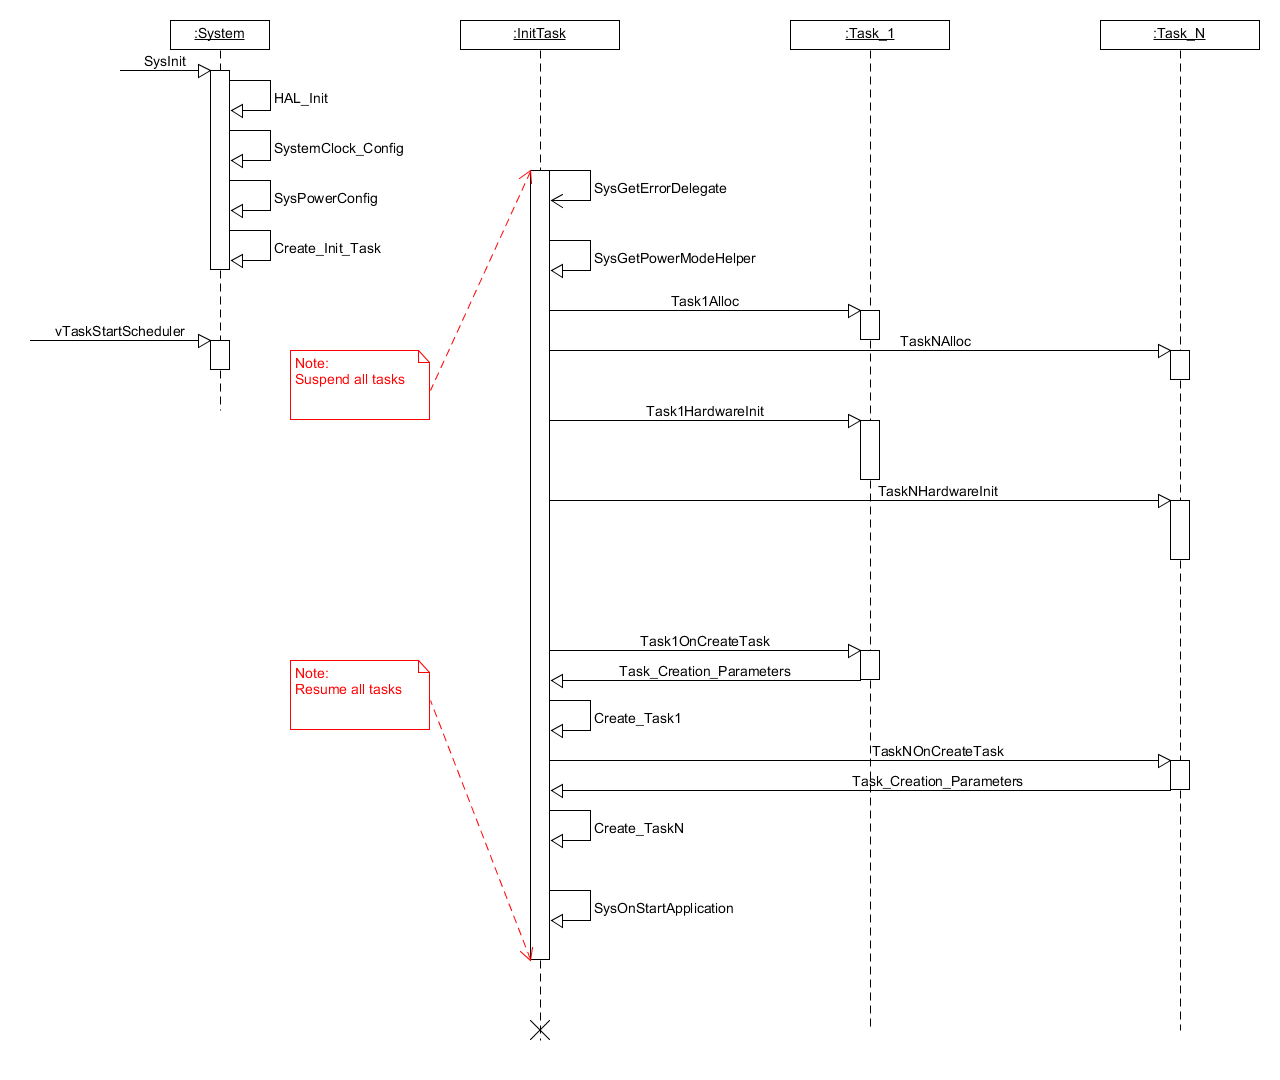 :System
:InitTask
:Task_1
:Task_N
SysInit
HAL_Init
SystemClock_Config
SysPowerConfig
Create_Init_Task
SysGetErrorDelegate
SysGetPowerModeHelper
Task1Alloc
vTaskStartScheduler
TaskNAlloc
Note:
Suspend all tasks
Task1HardwareInit
TaskNHardwareInit
Task1OnCreateTask
Task_Creation_Parameters
Note:
Resume all tasks
Create_Task1
TaskNOnCreateTask
Task_Creation_Parameters
Create_TaskN
SysOnStartApplication